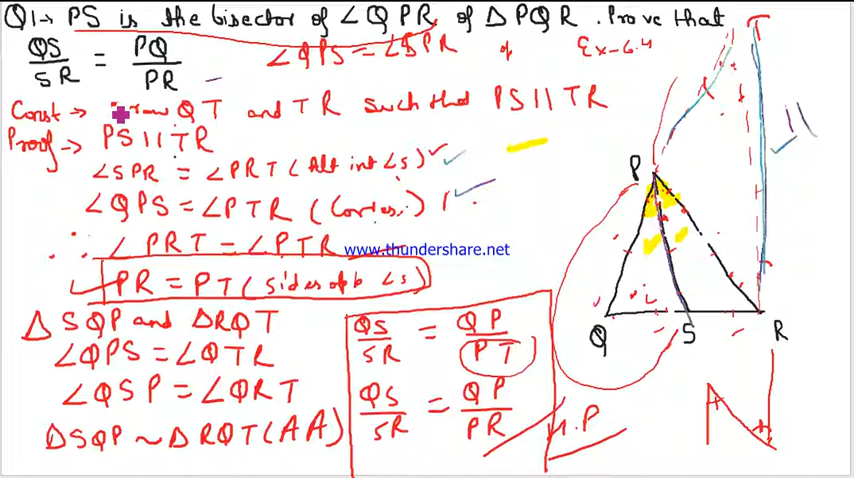 Q1→ PS is the bisector of ∠QPR of ΔPQR. Prove that
QS/SR = PQ/PR
∠QPS = ∠SPR
Ex-6.4
Const → Draw QT and TR such that PS || TR
Proof → PS || TR
∠SPR = ∠PRT (Alt int ∠s)
∠QPS = ∠PTR (Corres.)
∴ ∠PRT = ∠PTR
www.thundershare.net
PR = PT (sides opp ∠s)
Δ SQP and ΔRQT
∠QPS = ∠QTR
∠QSP = ∠QRT
ΔSQP ~ ΔRQT (AA)
QS/SR = QP/PT
QS/SR = QP/PR
H.P
T
||
P
Q
S
R